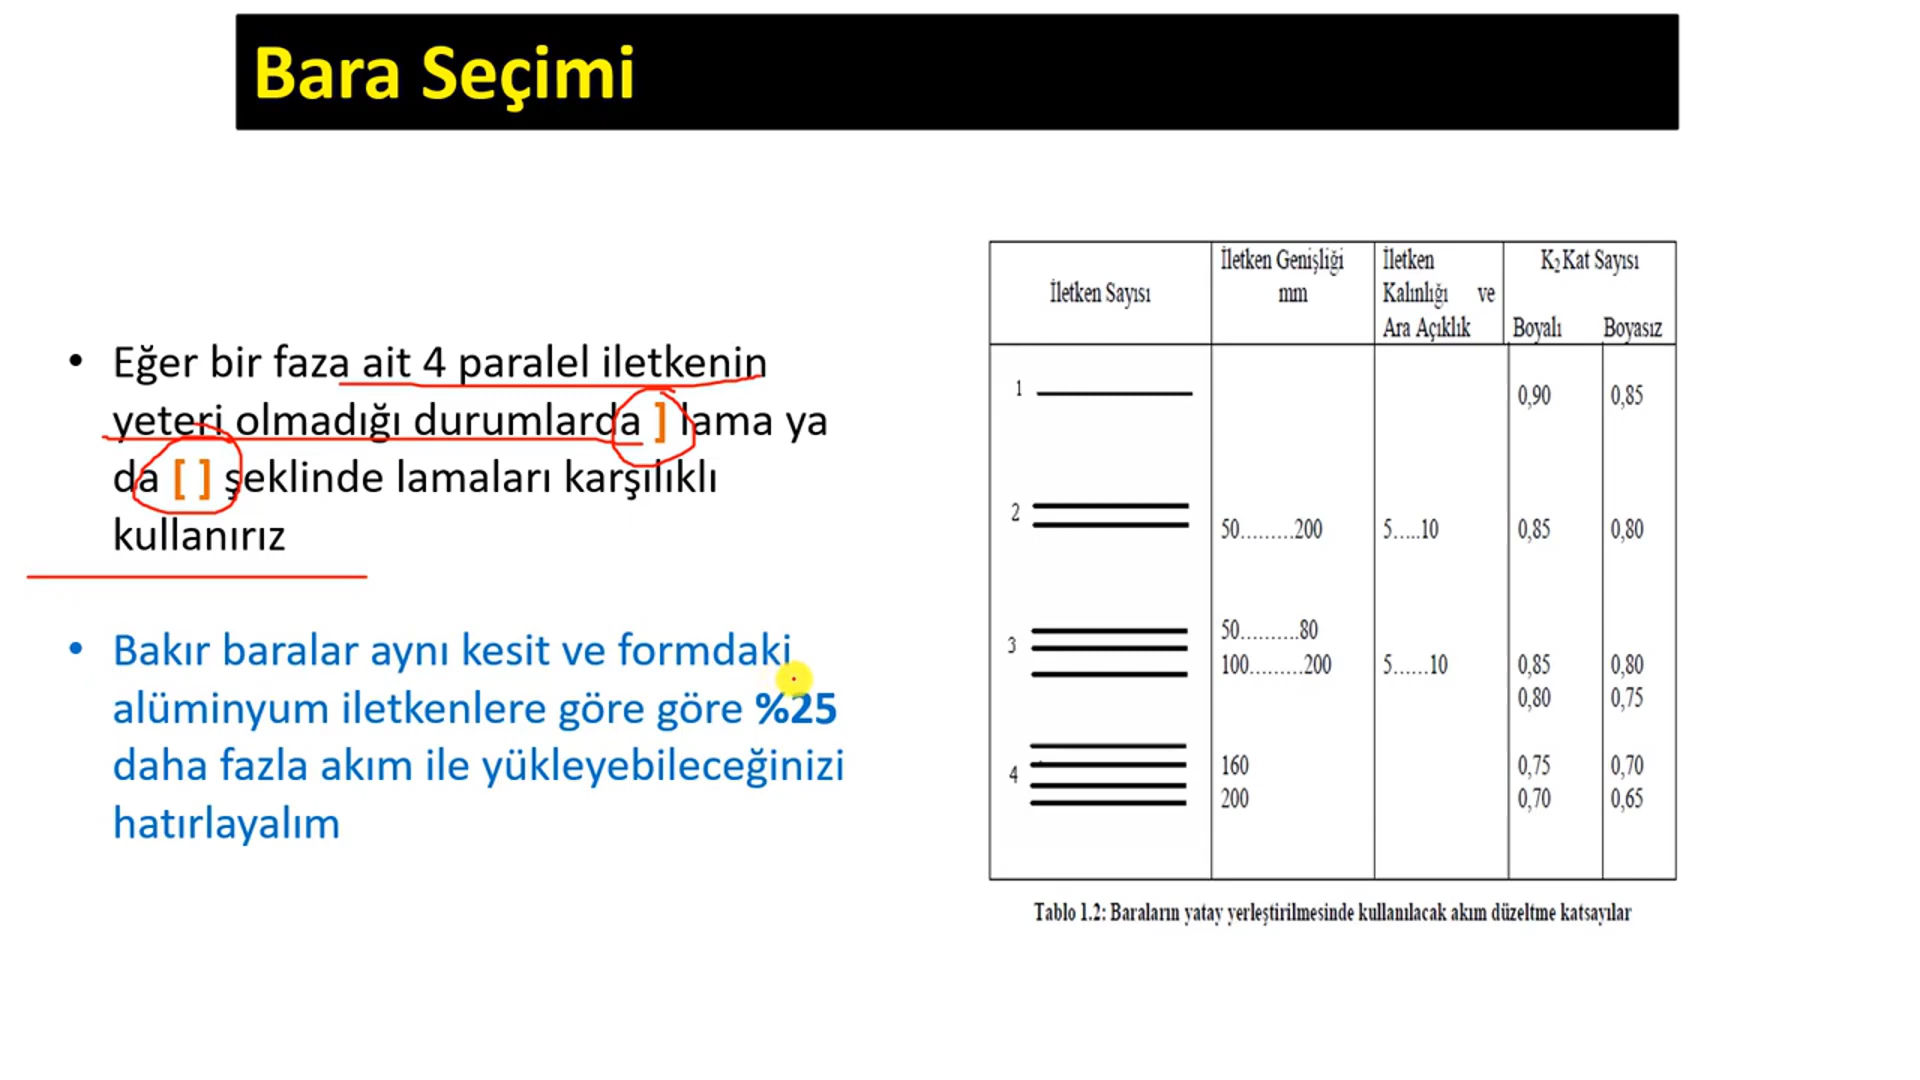 Bara Seçimi
• Eğer bir faza ait 4 paralel iletkenin
yeteri olmadığı durumlarda ] lama ya
da [ ] şeklinde lamaları karşılıklı
kullanırız
• Bakır baralar aynı kesit ve formdaki
alüminyum iletkenlere göre göre %25
daha fazla akım ile yükleyebileceğinizi
hatırlayalım
İletken Sayısı
İletken Genişliği
mm
İletken
Kalınlığı ve
Ara Açıklık
K₂ Kat Sayısı
Boyalı Boyasız
1 0,90 0,85
2 50.........200 5.....10 0,85 0,80
3 50..........80
100.........200 5......10 0,85 0,80
0,80 0,75
4 160 0,75 0,70
200 0,70 0,65
Tablo 1.2: Baraların yatay yerleştirilmesinde kullanılacak akım düzeltme katsayılar